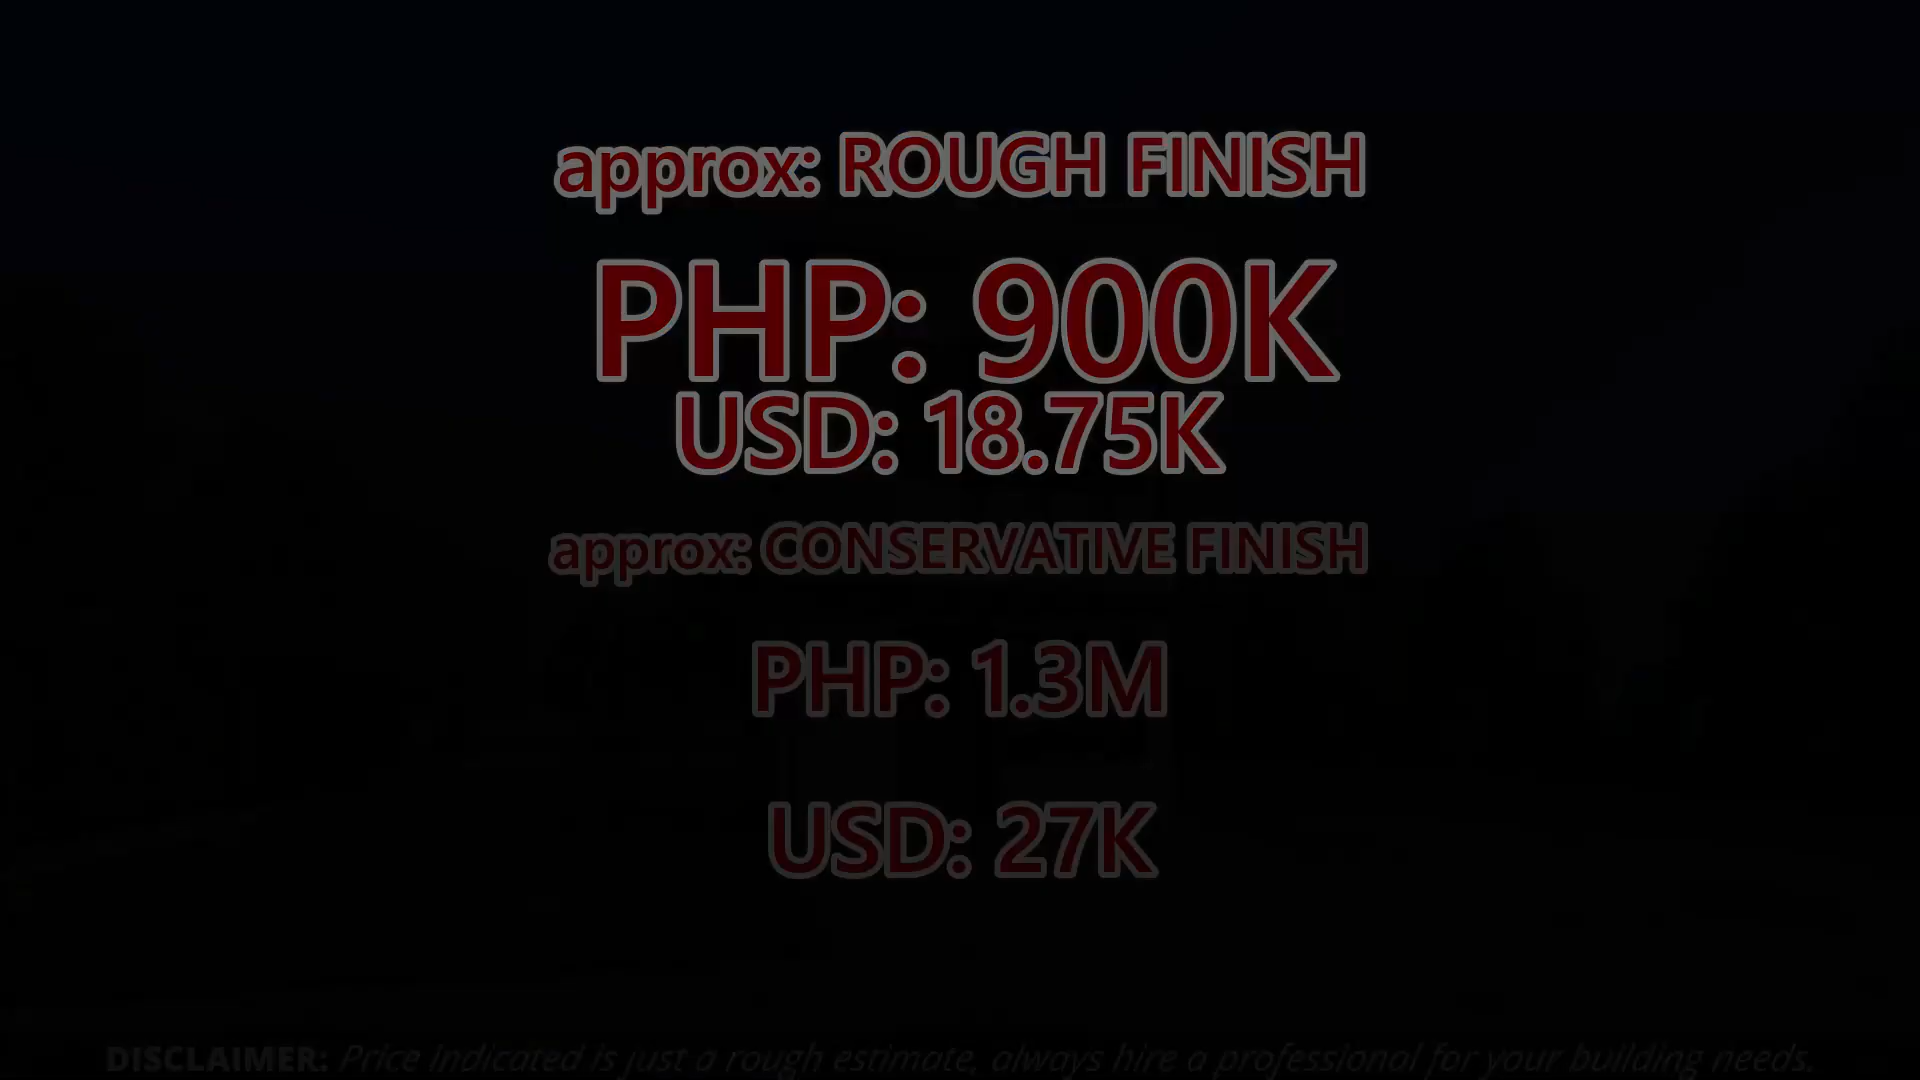 approx: ROUGH FINISH
PHP: 900K
USD: 18.75K
approx: CONSERVATIVE FINISH
PHP: 1.3M
USD: 27K
DISCLAIMER: Price indicated is just a rough estimate, always hire a professional for your building needs.